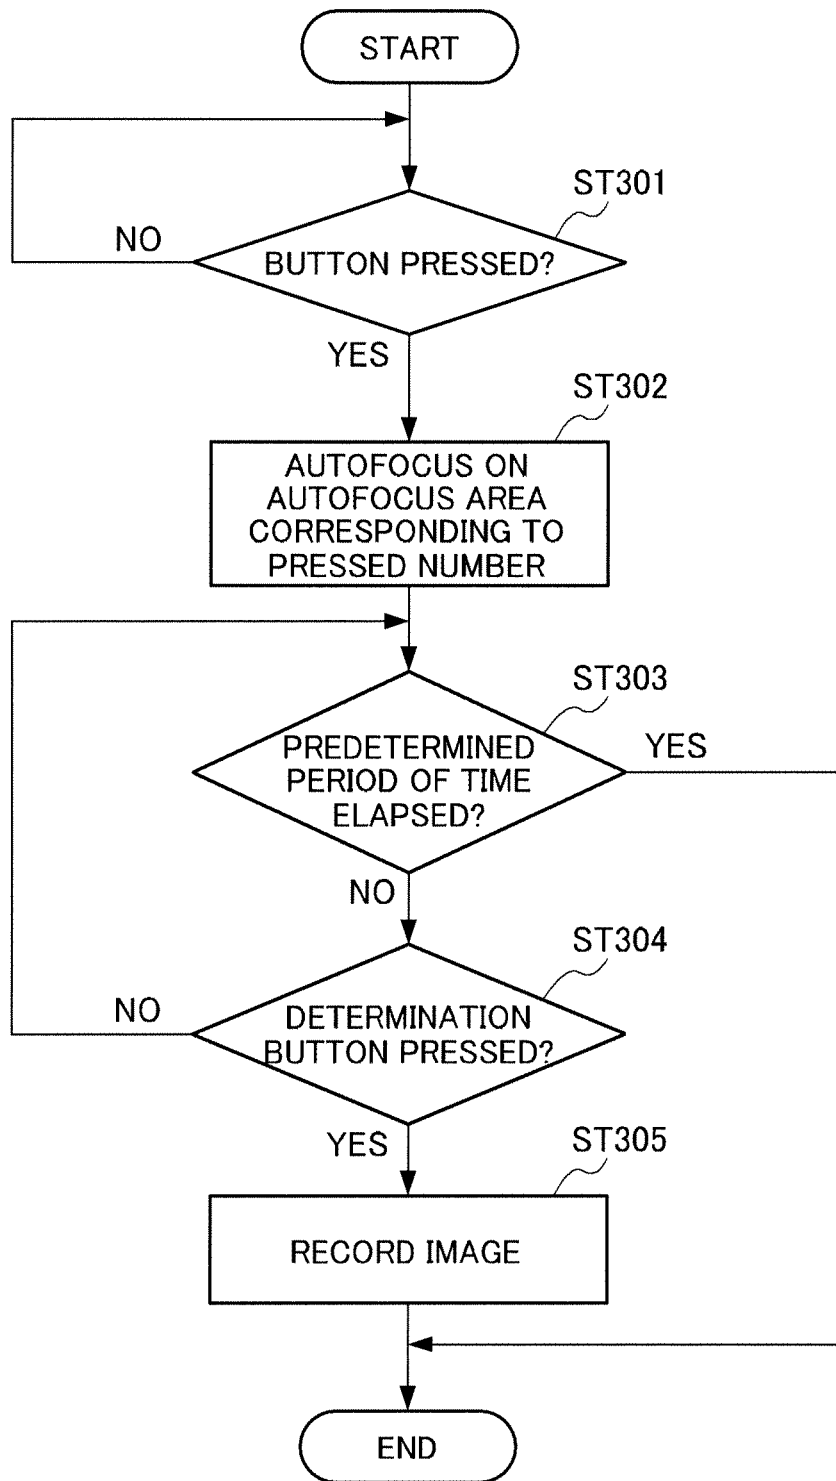 START
ST301
NO
BUTTON PRESSED?
YES
ST302
AUTOFOCUS ON
AUTOFOCUS AREA
CORRESPONDING TO
PRESSED NUMBER
ST303
PREDETERMINED
PERIOD OF TIME
ELAPSED?
YES
NO
ST304
NO
DETERMINATION
BUTTON PRESSED?
YES
ST305
RECORD IMAGE
END